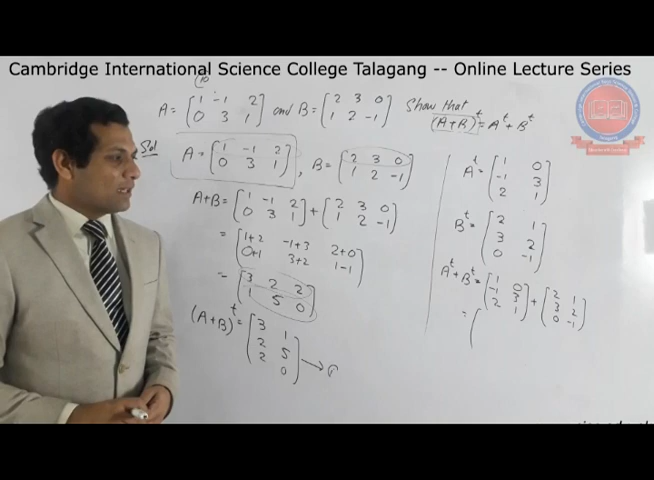 Cambridge International Science College Talagang -- Online Lecture Series
A = [1 -1 2 and B = [2 3 0 Show that
0 3 1] 1 2 -1] (A+B)^t = A^t + B^t
Sol
A = [1 -1 2
0 3 1] , B = [2 3 0
1 2 -1]
A+B = [1 -1 2
0 3 1] + [2 3 0
1 2 -1]
= [1+2 -1+3 2+0
0+1 3+2 1-1]
= [3 2 2
1 5 0]
(A+B)^t = [3 1
2 5
2 0] →
A^t = [1 0
-1 3
2 1]
B^t = [2 1
3 2
0 -1]
A^t + B^t = [1 0
-1 3
2 1] + [2 1
3 2
0 -1]
= [